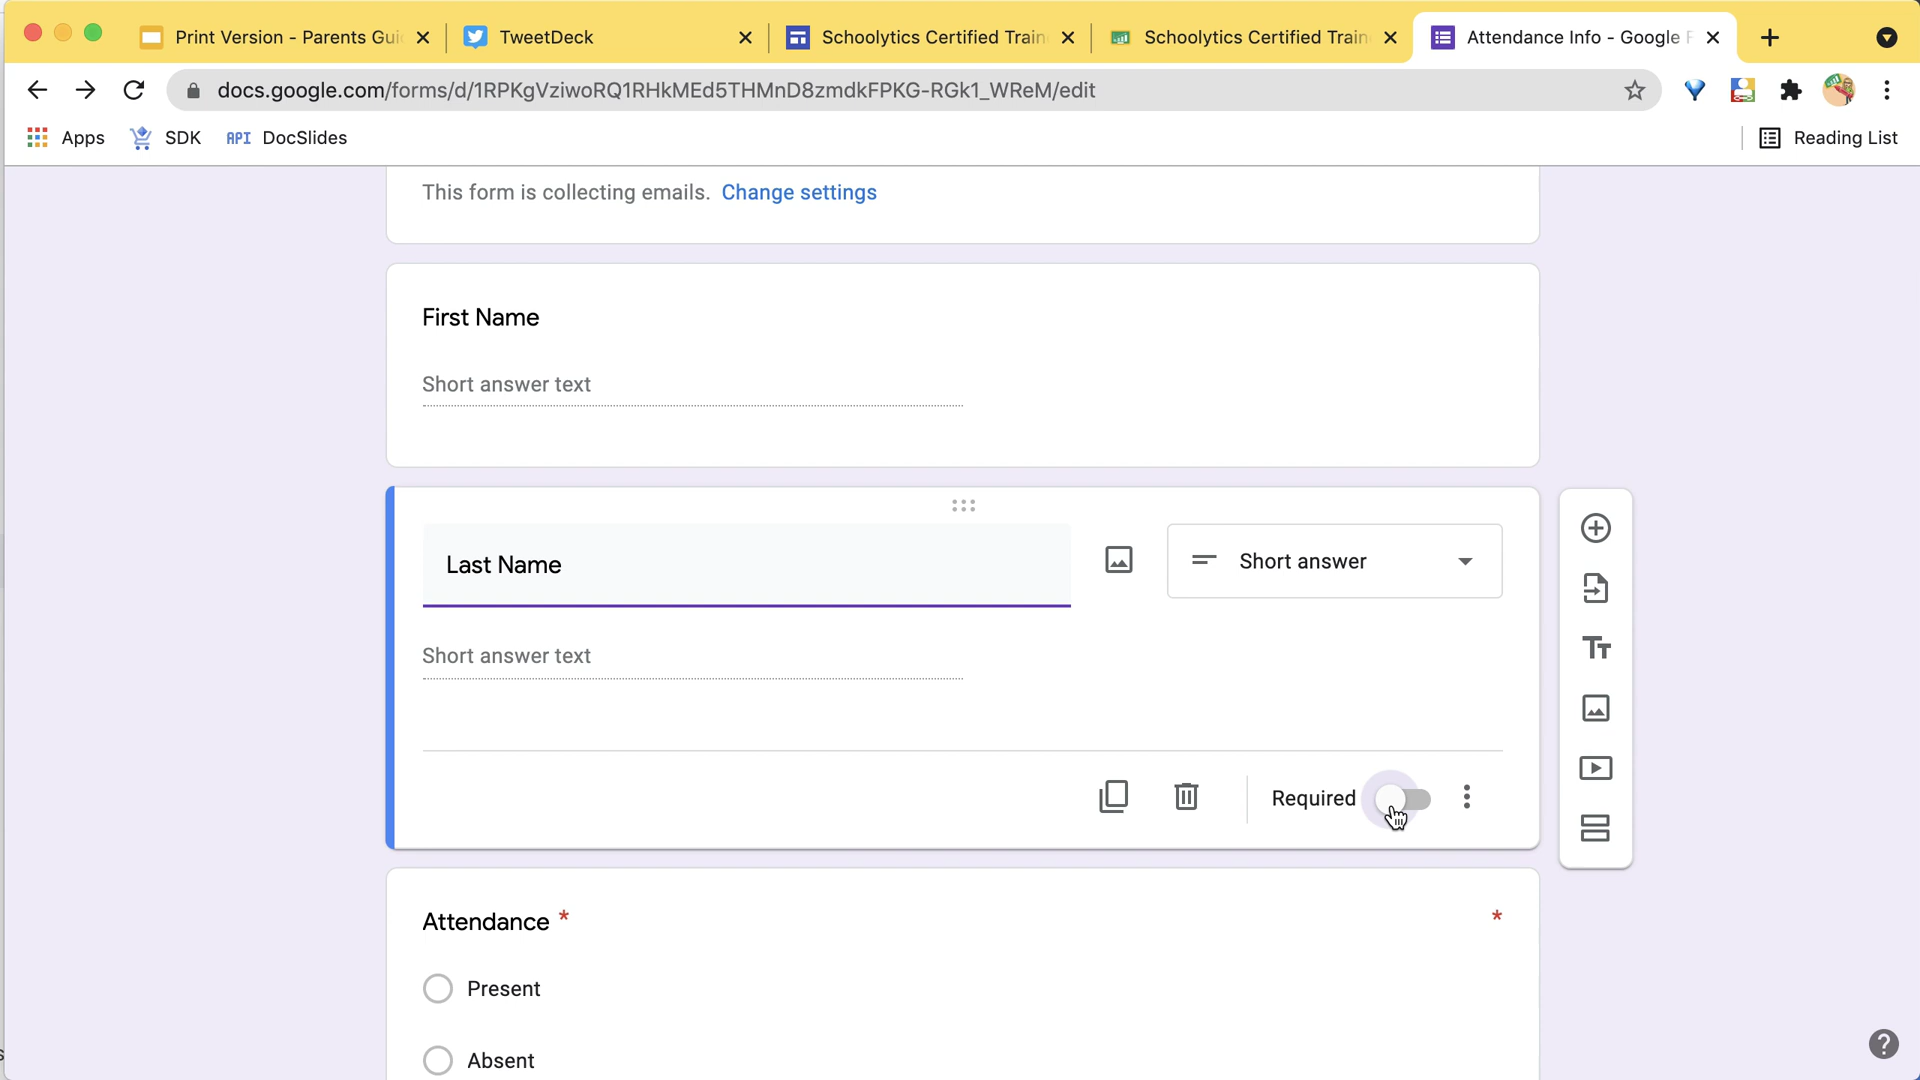 Print Version - Parents Gui
TweetDeck
Schoolytics Certified Train
Schoolytics Certified Train
Attendance Info - Google F
docs.google.com/forms/d/1RPKgVziwoRQ1RHkMEd5THMnD8zmdkFPKG-RGk1_WReM/edit
Apps
SDK
API DocSlides
Reading List
This form is collecting emails. Change settings
First Name
Short answer text
Last Name
Short answer
Short answer text
Required
Attendance *
*
Present
Absent